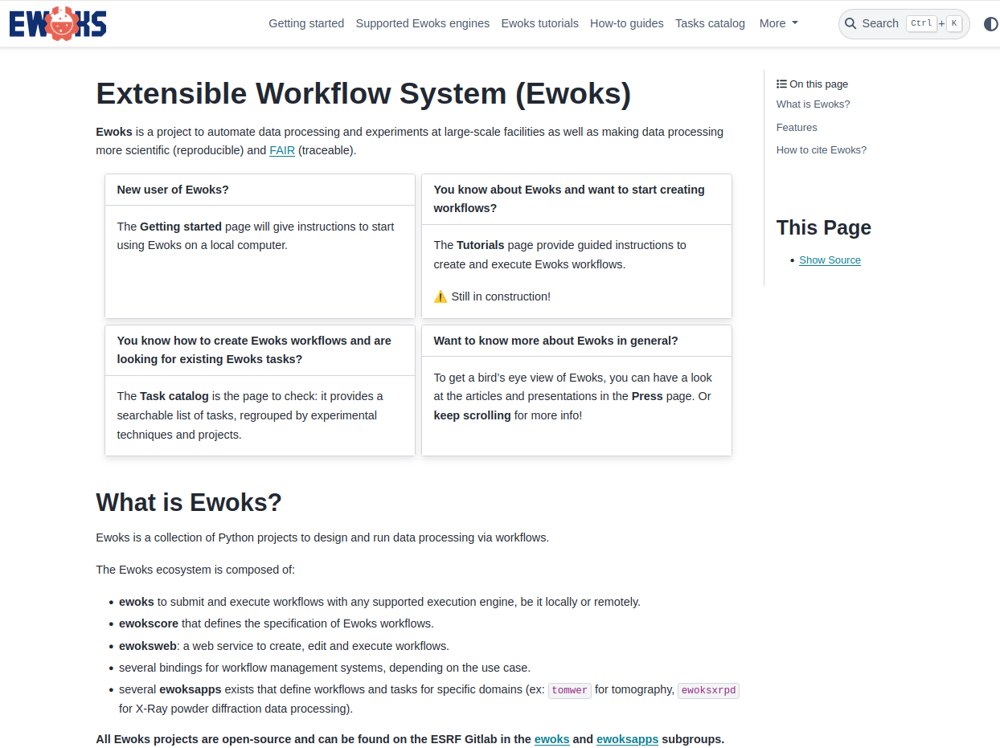 EWOKS
Getting started Supported Ewoks engines Ewoks tutorials How-to guides Tasks catalog More
Search Ctrl + K
Extensible Workflow System (Ewoks)
Ewoks is a project to automate data processing and experiments at large-scale facilities as well as making data processing
more scientific (reproducible) and FAIR (traceable).
New user of Ewoks?
The Getting started page will give instructions to start
using Ewoks on a local computer.
You know about Ewoks and want to start creating
workflows?
The Tutorials page provide guided instructions to
create and execute Ewoks workflows.
⚠️ Still in construction!
You know how to create Ewoks workflows and are
looking for existing Ewoks tasks?
The Task catalog is the page to check: it provides a
searchable list of tasks, regrouped by experimental
techniques and projects.
Want to know more about Ewoks in general?
To get a bird’s eye view of Ewoks, you can have a look
at the articles and presentations in the Press page. Or
keep scrolling for more info!
What is Ewoks?
Ewoks is a collection of Python projects to design and run data processing via workflows.
The Ewoks ecosystem is composed of:
• ewoks to submit and execute workflows with any supported execution engine, be it locally or remotely.
• ewokscore that defines the specification of Ewoks workflows.
• ewoksweb: a web service to create, edit and execute workflows.
• several bindings for workflow management systems, depending on the use case.
• several ewoksapps exists that define workflows and tasks for specific domains (ex: tomwer for tomography, ewoksxrpd
for X-Ray powder diffraction data processing).
All Ewoks projects are open-source and can be found on the ESRF Gitlab in the ewoks and ewoksapps subgroups.
On this page
What is Ewoks?
Features
How to cite Ewoks?
This Page
• Show Source